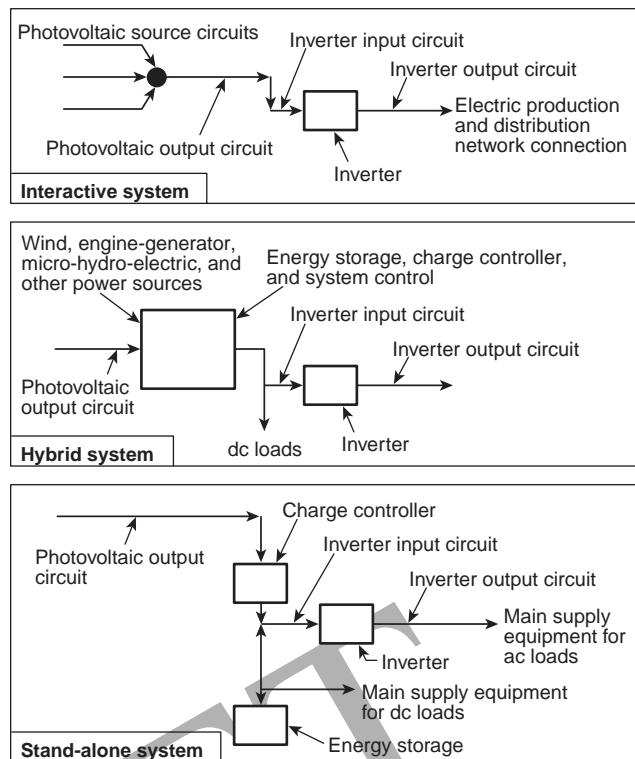 Photovoltaic source circuits
Inverter input circuit
Inverter output circuit
Photovoltaic output circuit
Electric production
and distribution
network connection
Inverter
Interactive system
Wind, engine-generator,
micro-hydro-electric, and
other power sources
Energy storage, charge controller,
and system control
Inverter input circuit
Inverter output circuit
Photovoltaic
output circuit
dc loads
Inverter
Hybrid system
Charge controller
Photovoltaic output
circuit
Inverter input circuit
Inverter output circuit
Main supply
equipment for
ac loads
Inverter
Main supply equipment
for dc loads
Energy storage
Stand-alone system